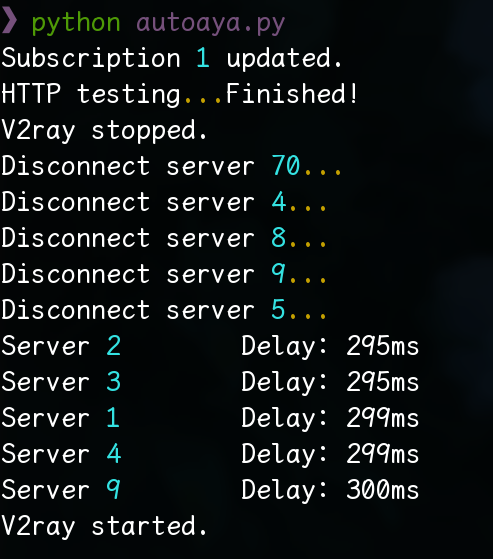 ❯ python autoaya.py
Subscription 1 updated.
HTTP testing...Finished!
V2ray stopped.
Disconnect server 70...
Disconnect server 4...
Disconnect server 8...
Disconnect server 9...
Disconnect server 5...
Server 2        Delay: 295ms
Server 3        Delay: 295ms
Server 1        Delay: 299ms
Server 4        Delay: 299ms
Server 9        Delay: 300ms
V2ray started.